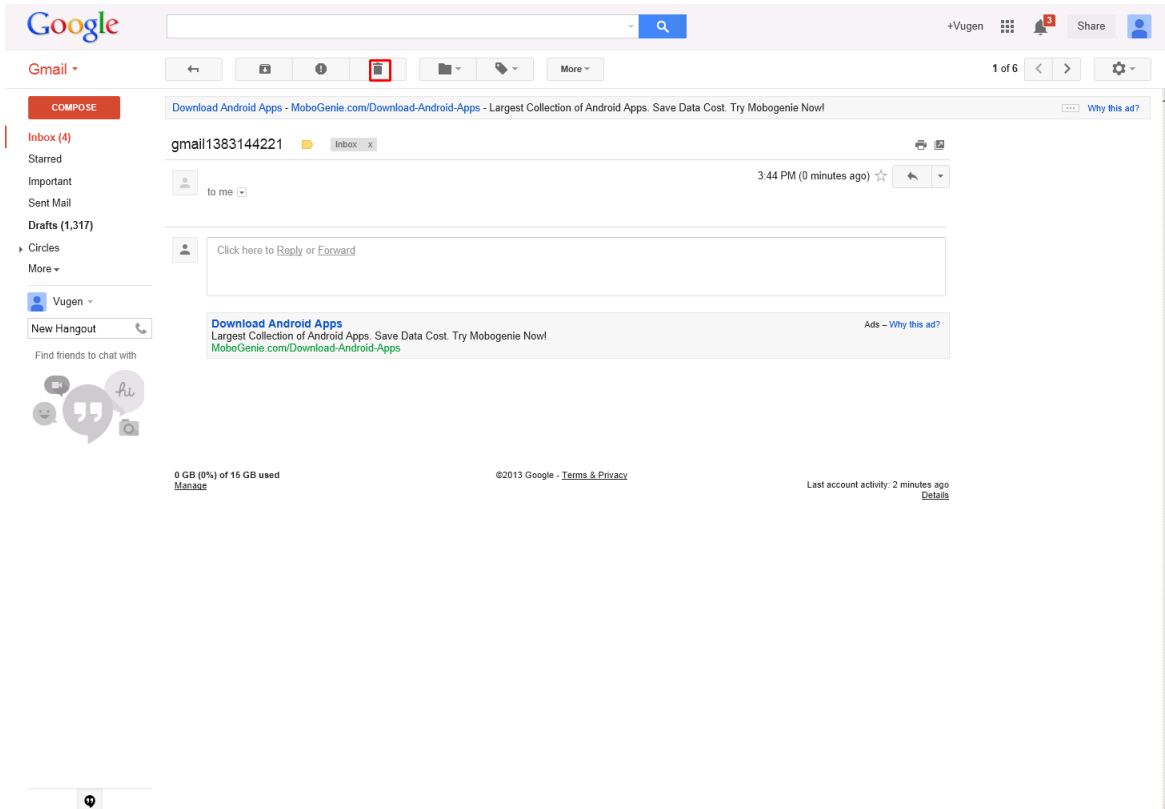 Google
+Vugen
3
Share
Gmail
More
1 of 6
COMPOSE
Download Android Apps - MoboGenie.com/Download-Android-Apps - Largest Collection of Android Apps. Save Data Cost. Try Mobogenie Now!
Why this ad?
Inbox (4)
Starred
Important
Sent Mail
Drafts (1,317)
Circles
More
gmail1383144221
Inbox x
3:44 PM (0 minutes ago)
to me
Click here to Reply or Forward
Vugen
New Hangout
Find friends to chat with
hi
Download Android Apps
Ads – Why this ad?
Largest Collection of Android Apps. Save Data Cost. Try Mobogenie Now!
MoboGenie.com/Download-Android-Apps
0 GB (0%) of 15 GB used
Manage
©2013 Google - Terms & Privacy
Last account activity: 2 minutes ago
Details